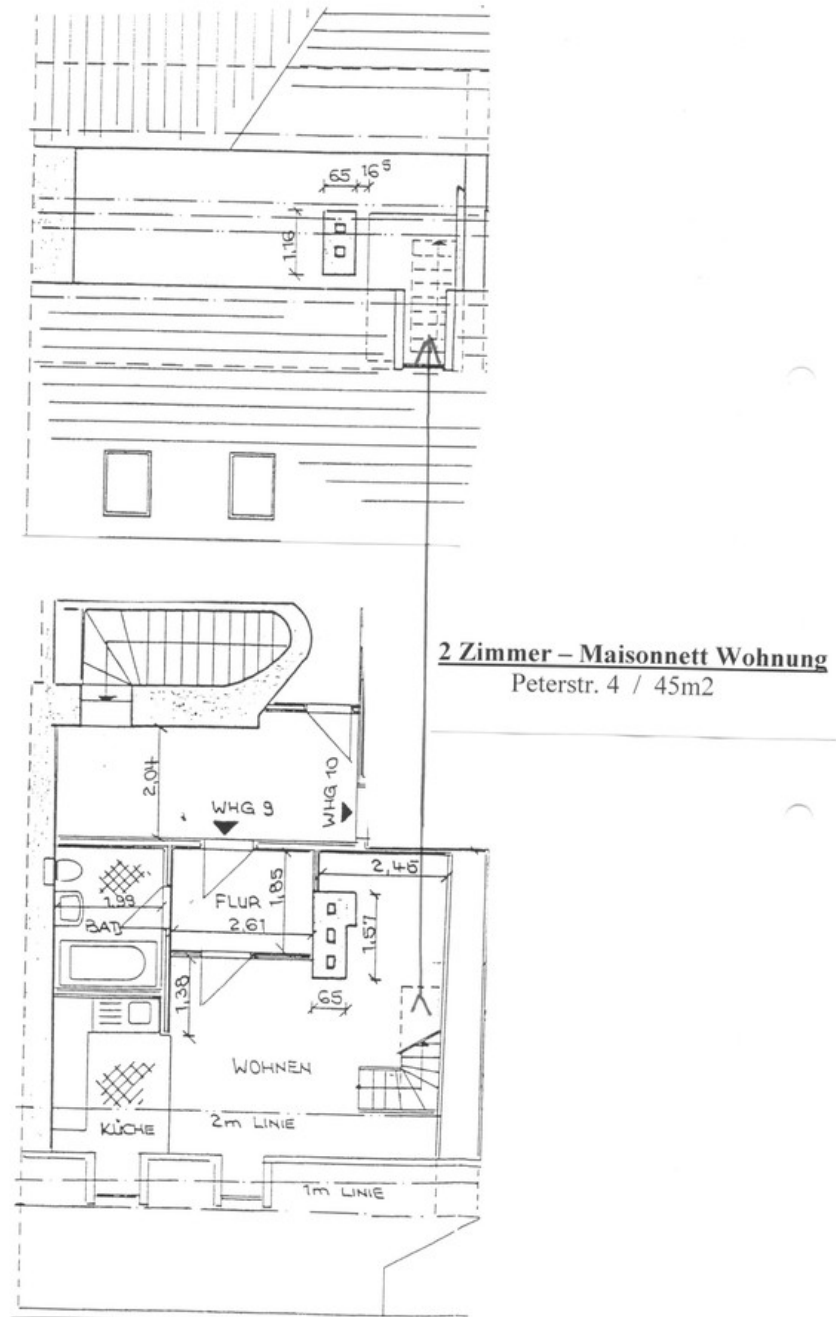 65 16⁵
1,16
2 Zimmer – Maisonnett Wohnung
Peterstr. 4 / 45m2
2,04
WHG 9
WHG 10
2,46
1,99
BAD
FLUR
2,61
1,85
1,57
1,38
65
WOHNEN
2m LINIE
KÜCHE
1m LINIE